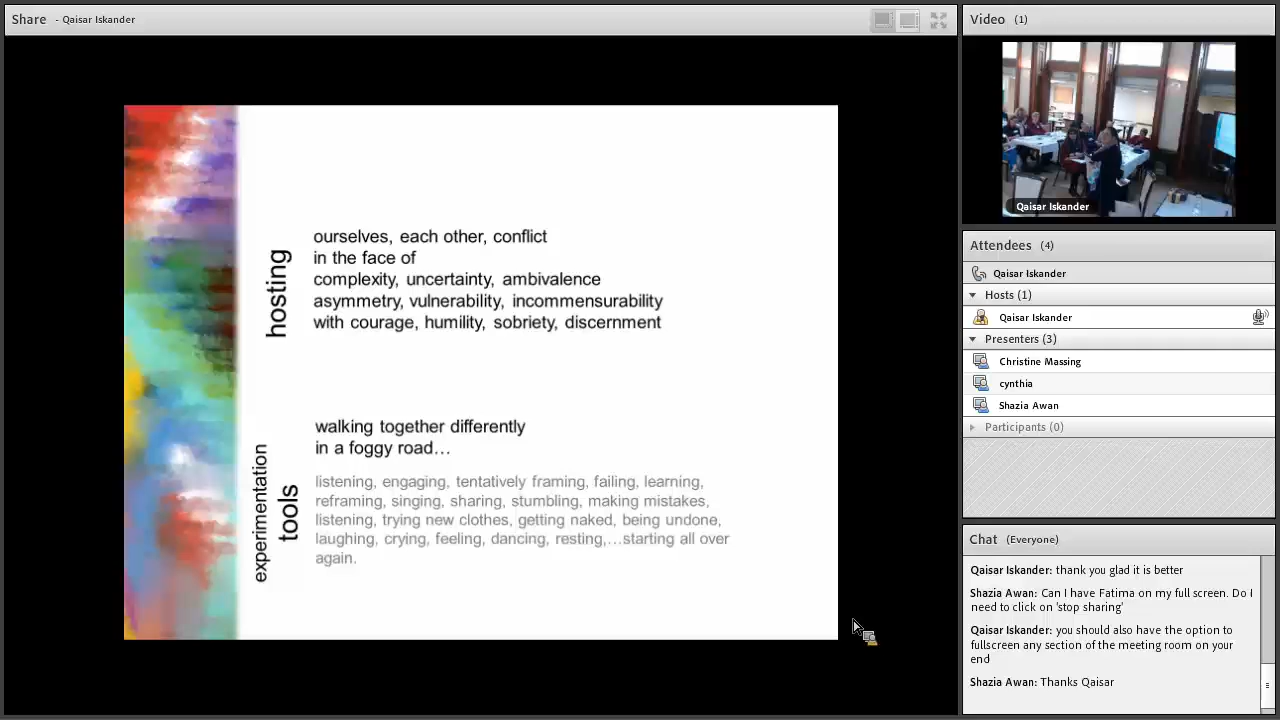 Share - Qaisar Iskander
hosting
ourselves, each other, conflict
in the face of
complexity, uncertainty, ambivalence
asymmetry, vulnerability, incommensurability
with courage, humility, sobriety, discernment
experimentation
tools
walking together differently
in a foggy road…
listening, engaging, tentatively framing, failing, learning,
reframing, singing, sharing, stumbling, making mistakes,
listening, trying new clothes, getting naked, being undone,
laughing, crying, feeling, dancing, resting,…starting all over
again.
Video (1)
Qaisar Iskander
Attendees (4)
Qaisar Iskander
Hosts (1)
Qaisar Iskander
Presenters (3)
Christine Massing
cynthia
Shazia Awan
Participants (0)
Chat (Everyone)
Qaisar Iskander: thank you glad it is better
Shazia Awan: Can I have Fatima on my full screen. Do I
need to click on 'stop sharing'
Qaisar Iskander: you should also have the option to
fullscreen any section of the meeting room on your
end
Shazia Awan: Thanks Qaisar